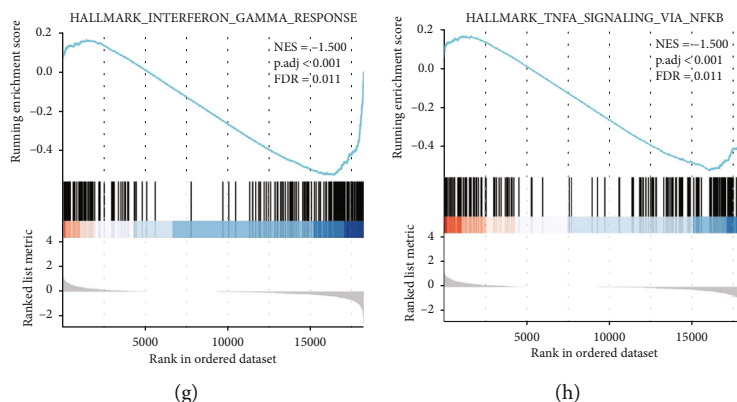 HALLMARK_INTERFERON_GAMMA_RESPONSE
Running enrichment score
0.2
0.0
−0.2
−0.4
NES = −1.500
p.adj < 0.001
FDR = 0.011
Ranked list metric
4
2
0
−2
5000 10000 15000
Rank in ordered dataset
(g)
HALLMARK_TNFA_SIGNALING_VIA_NFKB
Running enrichment score
0.2
0.0
−0.2
−0.4
NES = −1.500
p.adj < 0.001
FDR = 0.011
Ranked list metric
4
2
0
−2
5000 10000 15000
Rank in ordered dataset
(h)